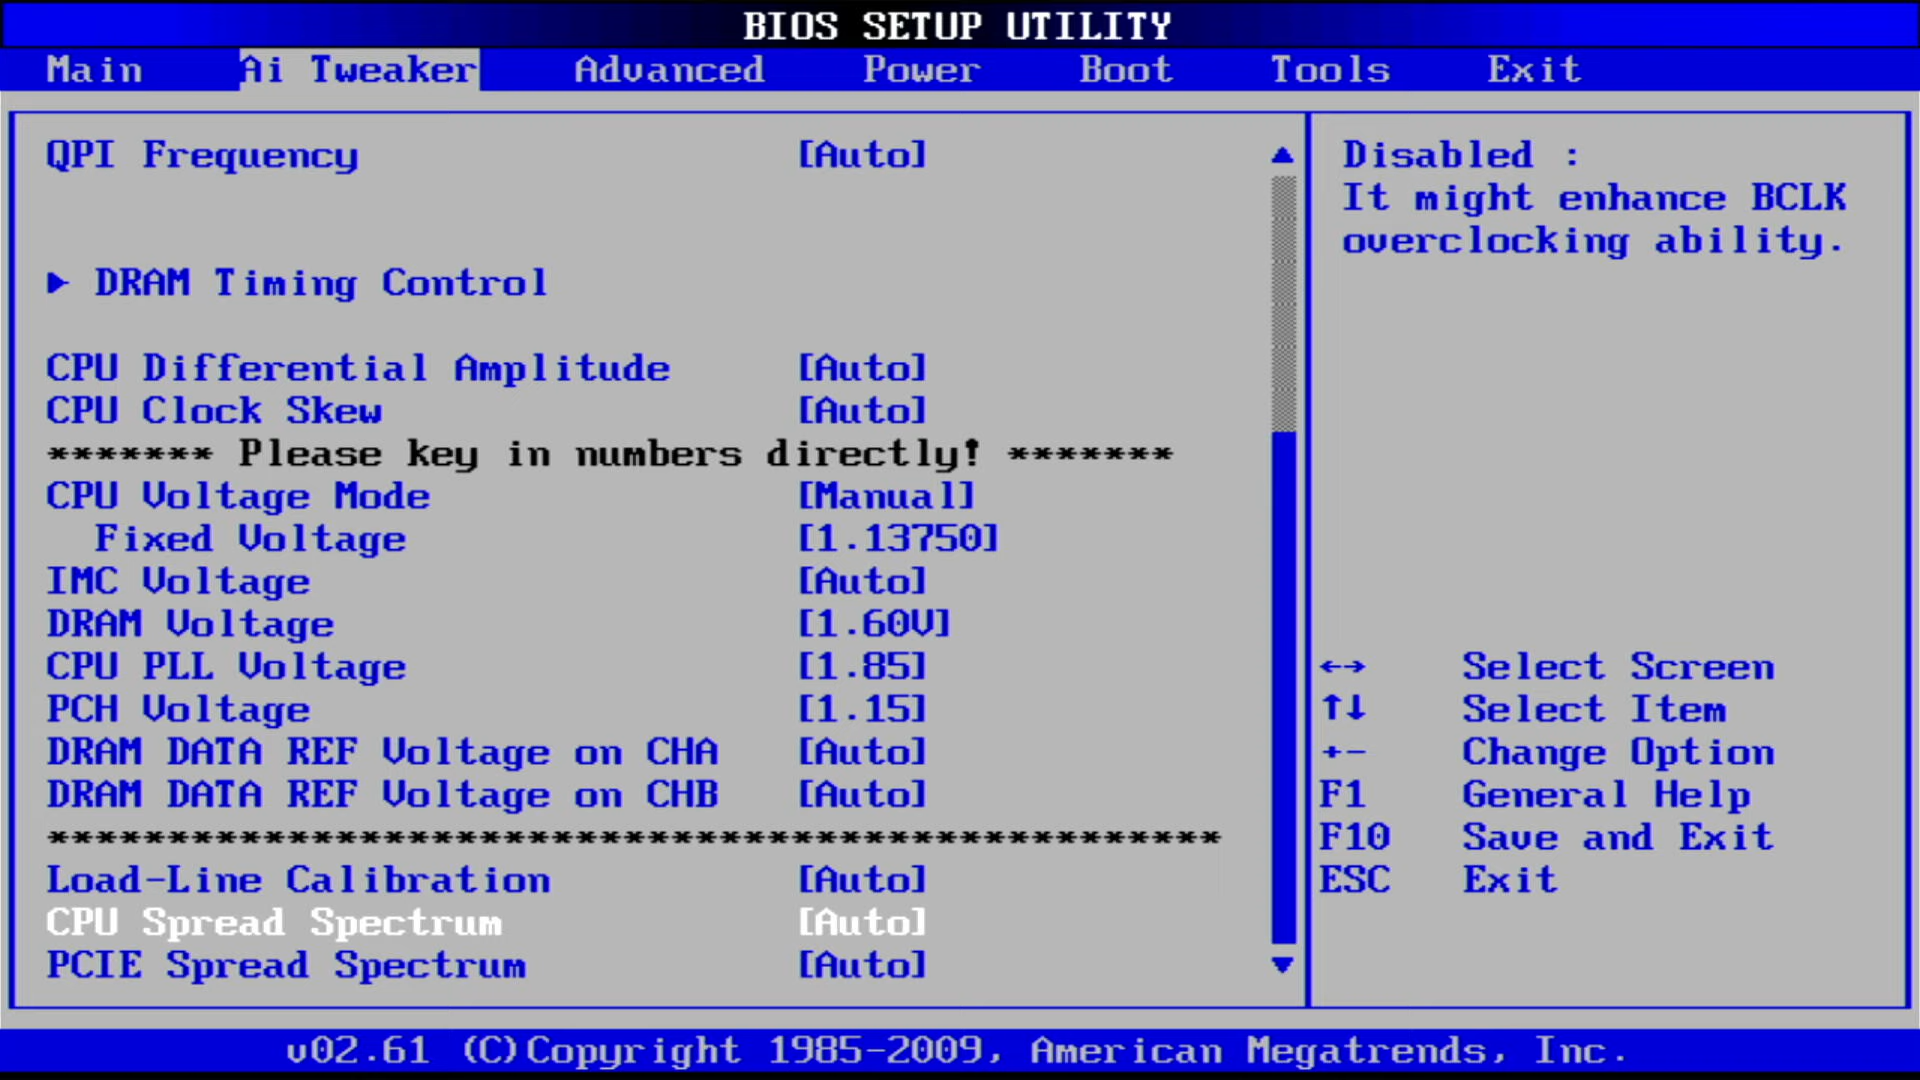 BIOS SETUP UTILITY
Main Ai Tweaker Advanced Power Boot Tools Exit
QPI Frequency [Auto]
▶ DRAM Timing Control
CPU Differential Amplitude [Auto]
CPU Clock Skew [Auto]
******* Please key in numbers directly! *******
CPU Voltage Mode [Manual]
Fixed Voltage [1.13750]
IMC Voltage [Auto]
DRAM Voltage [1.60V]
CPU PLL Voltage [1.85]
PCH Voltage [1.15]
DRAM DATA REF Voltage on CHA [Auto]
DRAM DATA REF Voltage on CHB [Auto]
*************************************************
Load-Line Calibration [Auto]
CPU Spread Spectrum [Auto]
PCIE Spread Spectrum [Auto]
Disabled :
It might enhance BCLK
overclocking ability.
←→ Select Screen
↑↓ Select Item
+- Change Option
F1 General Help
F10 Save and Exit
ESC Exit
v02.61 (C)Copyright 1985-2009, American Megatrends, Inc.